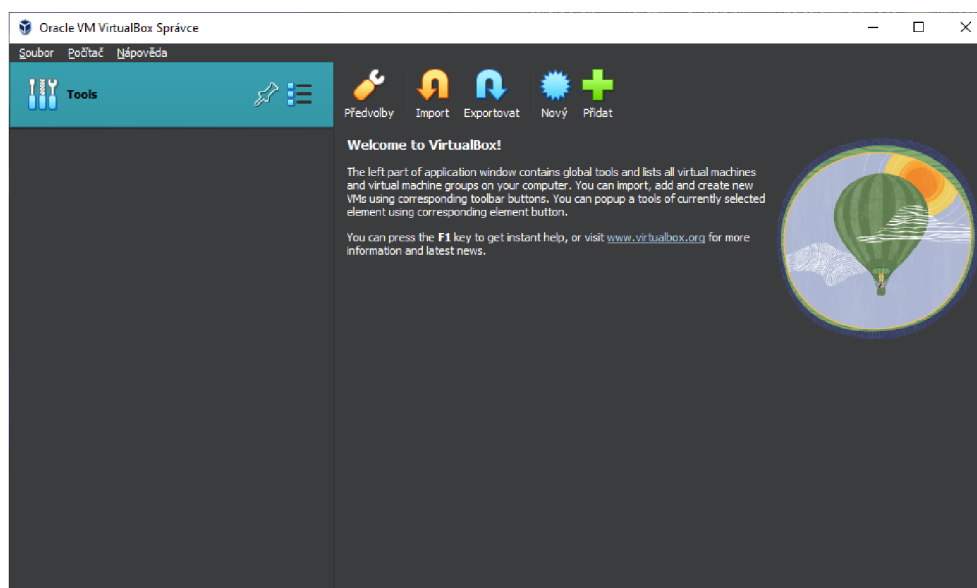 Oracle VM VirtualBox Správce
Soubor Počítač Nápověda
Tools
Předvolby Import Exportovat Nový Přidat
Welcome to VirtualBox!
The left part of application window contains global tools and lists all virtual machines
and virtual machine groups on your computer. You can import, add and create new
VMs using corresponding toolbar buttons. You can popup a tools of currently selected
element using corresponding element button.
You can press the F1 key to get instant help, or visit www.virtualbox.org for more
information and latest news.